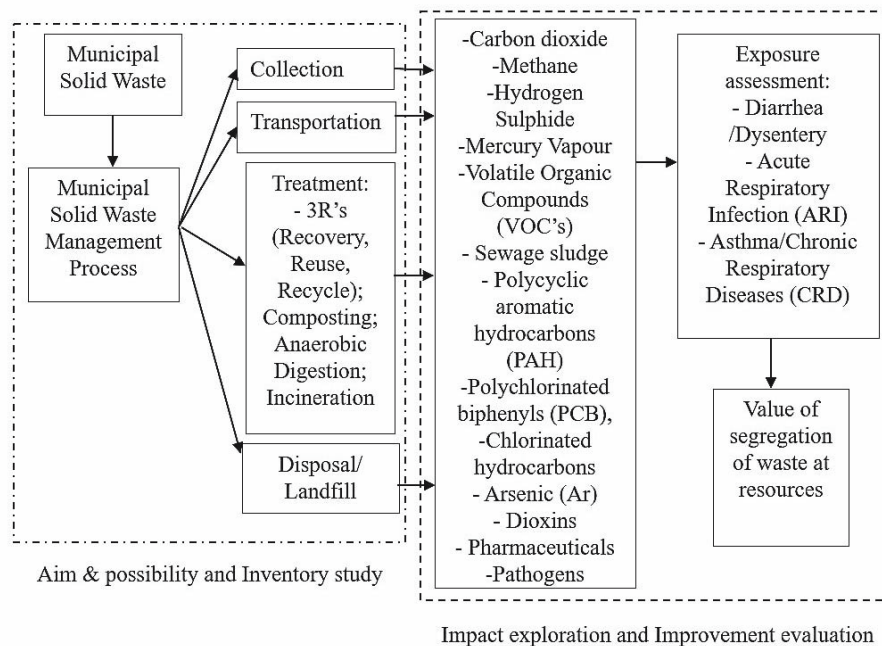 Municipal
Solid Waste
Municipal
Solid Waste
Management
Process
Collection
Transportation
Treatment:
- 3R's
(Recovery,
Reuse,
Recycle);
Composting;
Anaerobic
Digestion;
Incineration
Disposal/
Landfill
Aim & possibility and Inventory study
-Carbon dioxide
-Methane
-Hydrogen
Sulphide
-Mercury Vapour
-Volatile Organic
Compounds
(VOC's)
- Sewage sludge
- Polycyclic
aromatic
hydrocarbons
(PAH)
-Polychlorinated
biphenyls (PCB),
-Chlorinated
hydrocarbons
- Arsenic (Ar)
- Dioxins
- Pharmaceuticals
-Pathogens
Exposure
assessment:
- Diarrhea
/Dysentery
- Acute
Respiratory
Infection (ARI)
- Asthma/Chronic
Respiratory
Diseases (CRD)
Value of
segregation
of waste at
resources
Impact exploration and Improvement evaluation